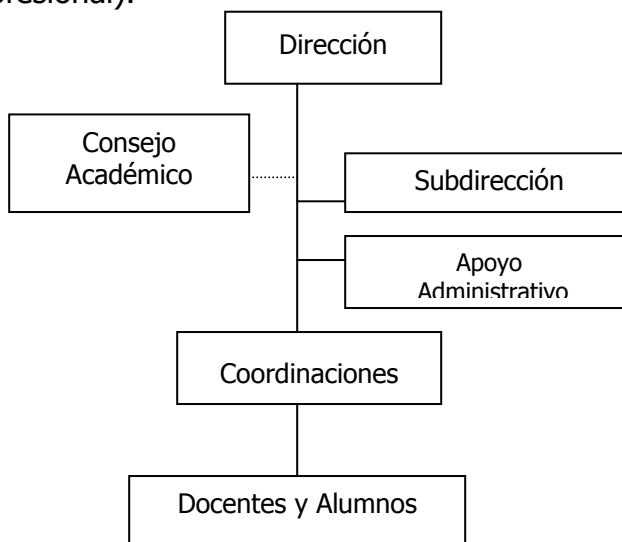 Dirección
Consejo
Académico
Subdirección
Apoyo
Administrativo
Coordinaciones
Docentes y Alumnos